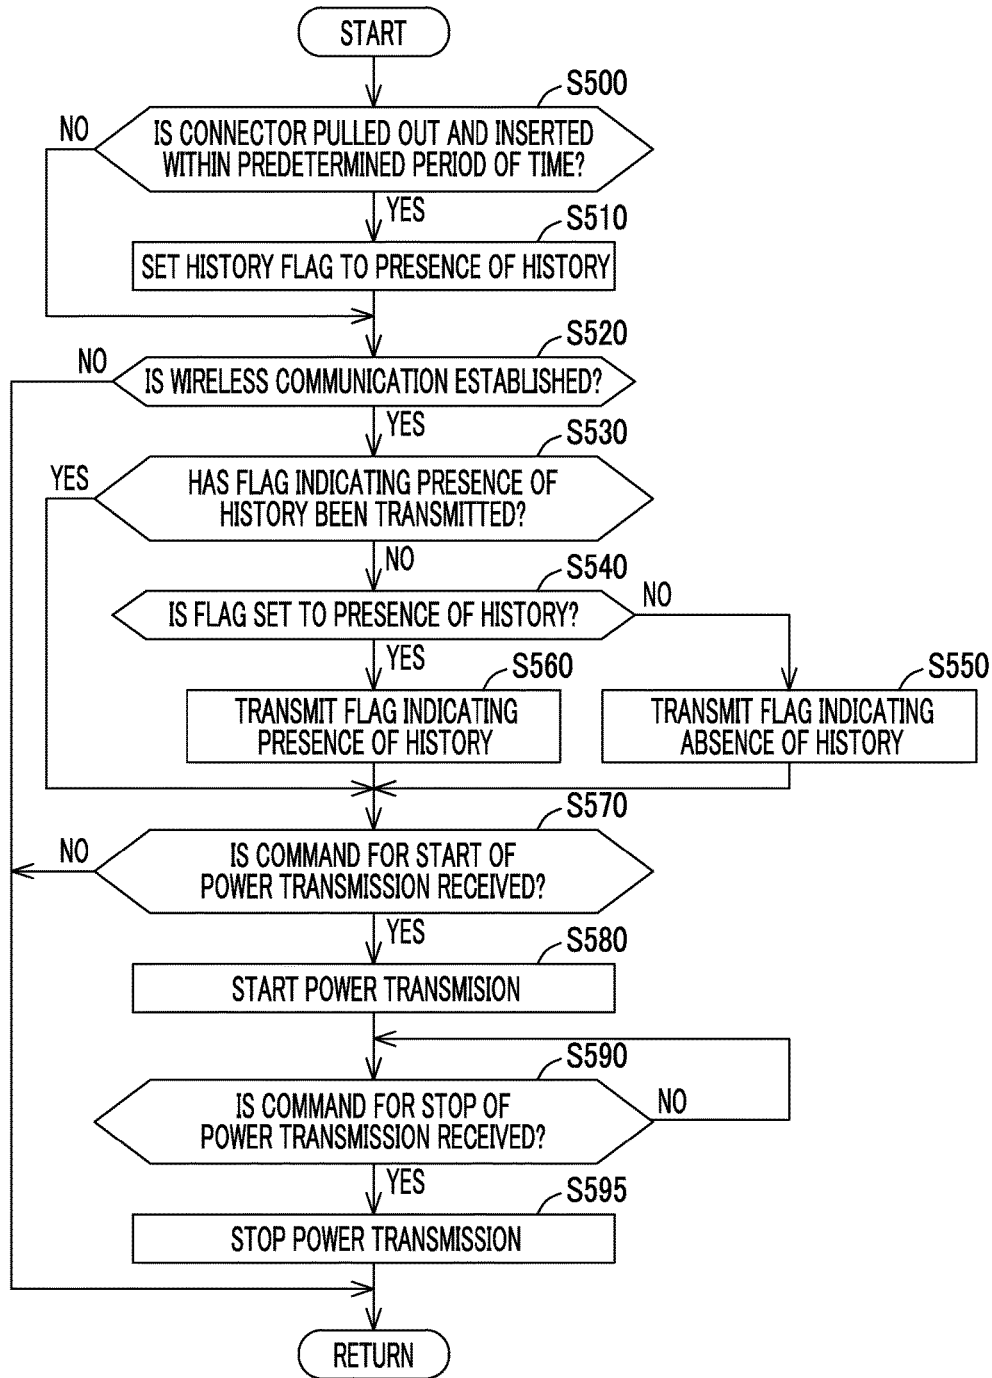 START
S500
NO
IS CONNECTOR PULLED OUT AND INSERTED
WITHIN PREDETERMINED PERIOD OF TIME?
YES
S510
SET HISTORY FLAG TO PRESENCE OF HISTORY
S520
NO
IS WIRELESS COMMUNICATION ESTABLISHED?
YES
S530
YES
HAS FLAG INDICATING PRESENCE OF
HISTORY BEEN TRANSMITTED?
NO
S540
NO
IS FLAG SET TO PRESENCE OF HISTORY?
YES
S560
S550
TRANSMIT FLAG INDICATING
PRESENCE OF HISTORY
TRANSMIT FLAG INDICATING
ABSENCE OF HISTORY
S570
NO
IS COMMAND FOR START OF
POWER TRANSMISSION RECEIVED?
YES
S580
START POWER TRANSMISION
S590
IS COMMAND FOR STOP OF
POWER TRANSMISSION RECEIVED?
NO
YES
S595
STOP POWER TRANSMISSION
RETURN